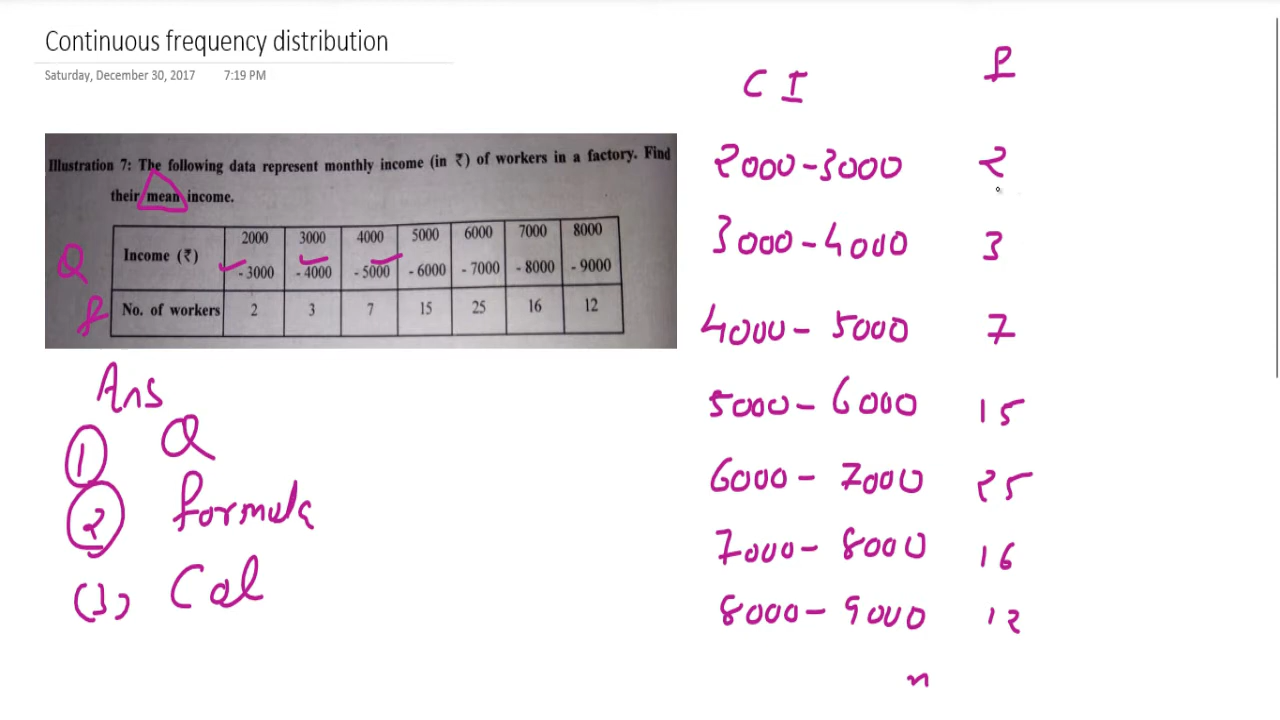 Continuous frequency distribution
Saturday, December 30, 2017 7:19 PM
Illustration 7: The following data represent monthly income (in ₹) of workers in a factory. Find
their mean income.
Income (₹) 2000 - 3000 3000 - 4000 4000 - 5000 5000 - 6000 6000 - 7000 7000 - 8000 8000 - 9000
No. of workers 2 3 7 15 25 16 12
Q
f
Ans
1 Q
2 formula
(3) Cal
C I f
2000-3000 2
3000-4000 3
4000-5000 7
5000-6000 15
6000-7000 25
7000-8000 16
8000-9000 12
n